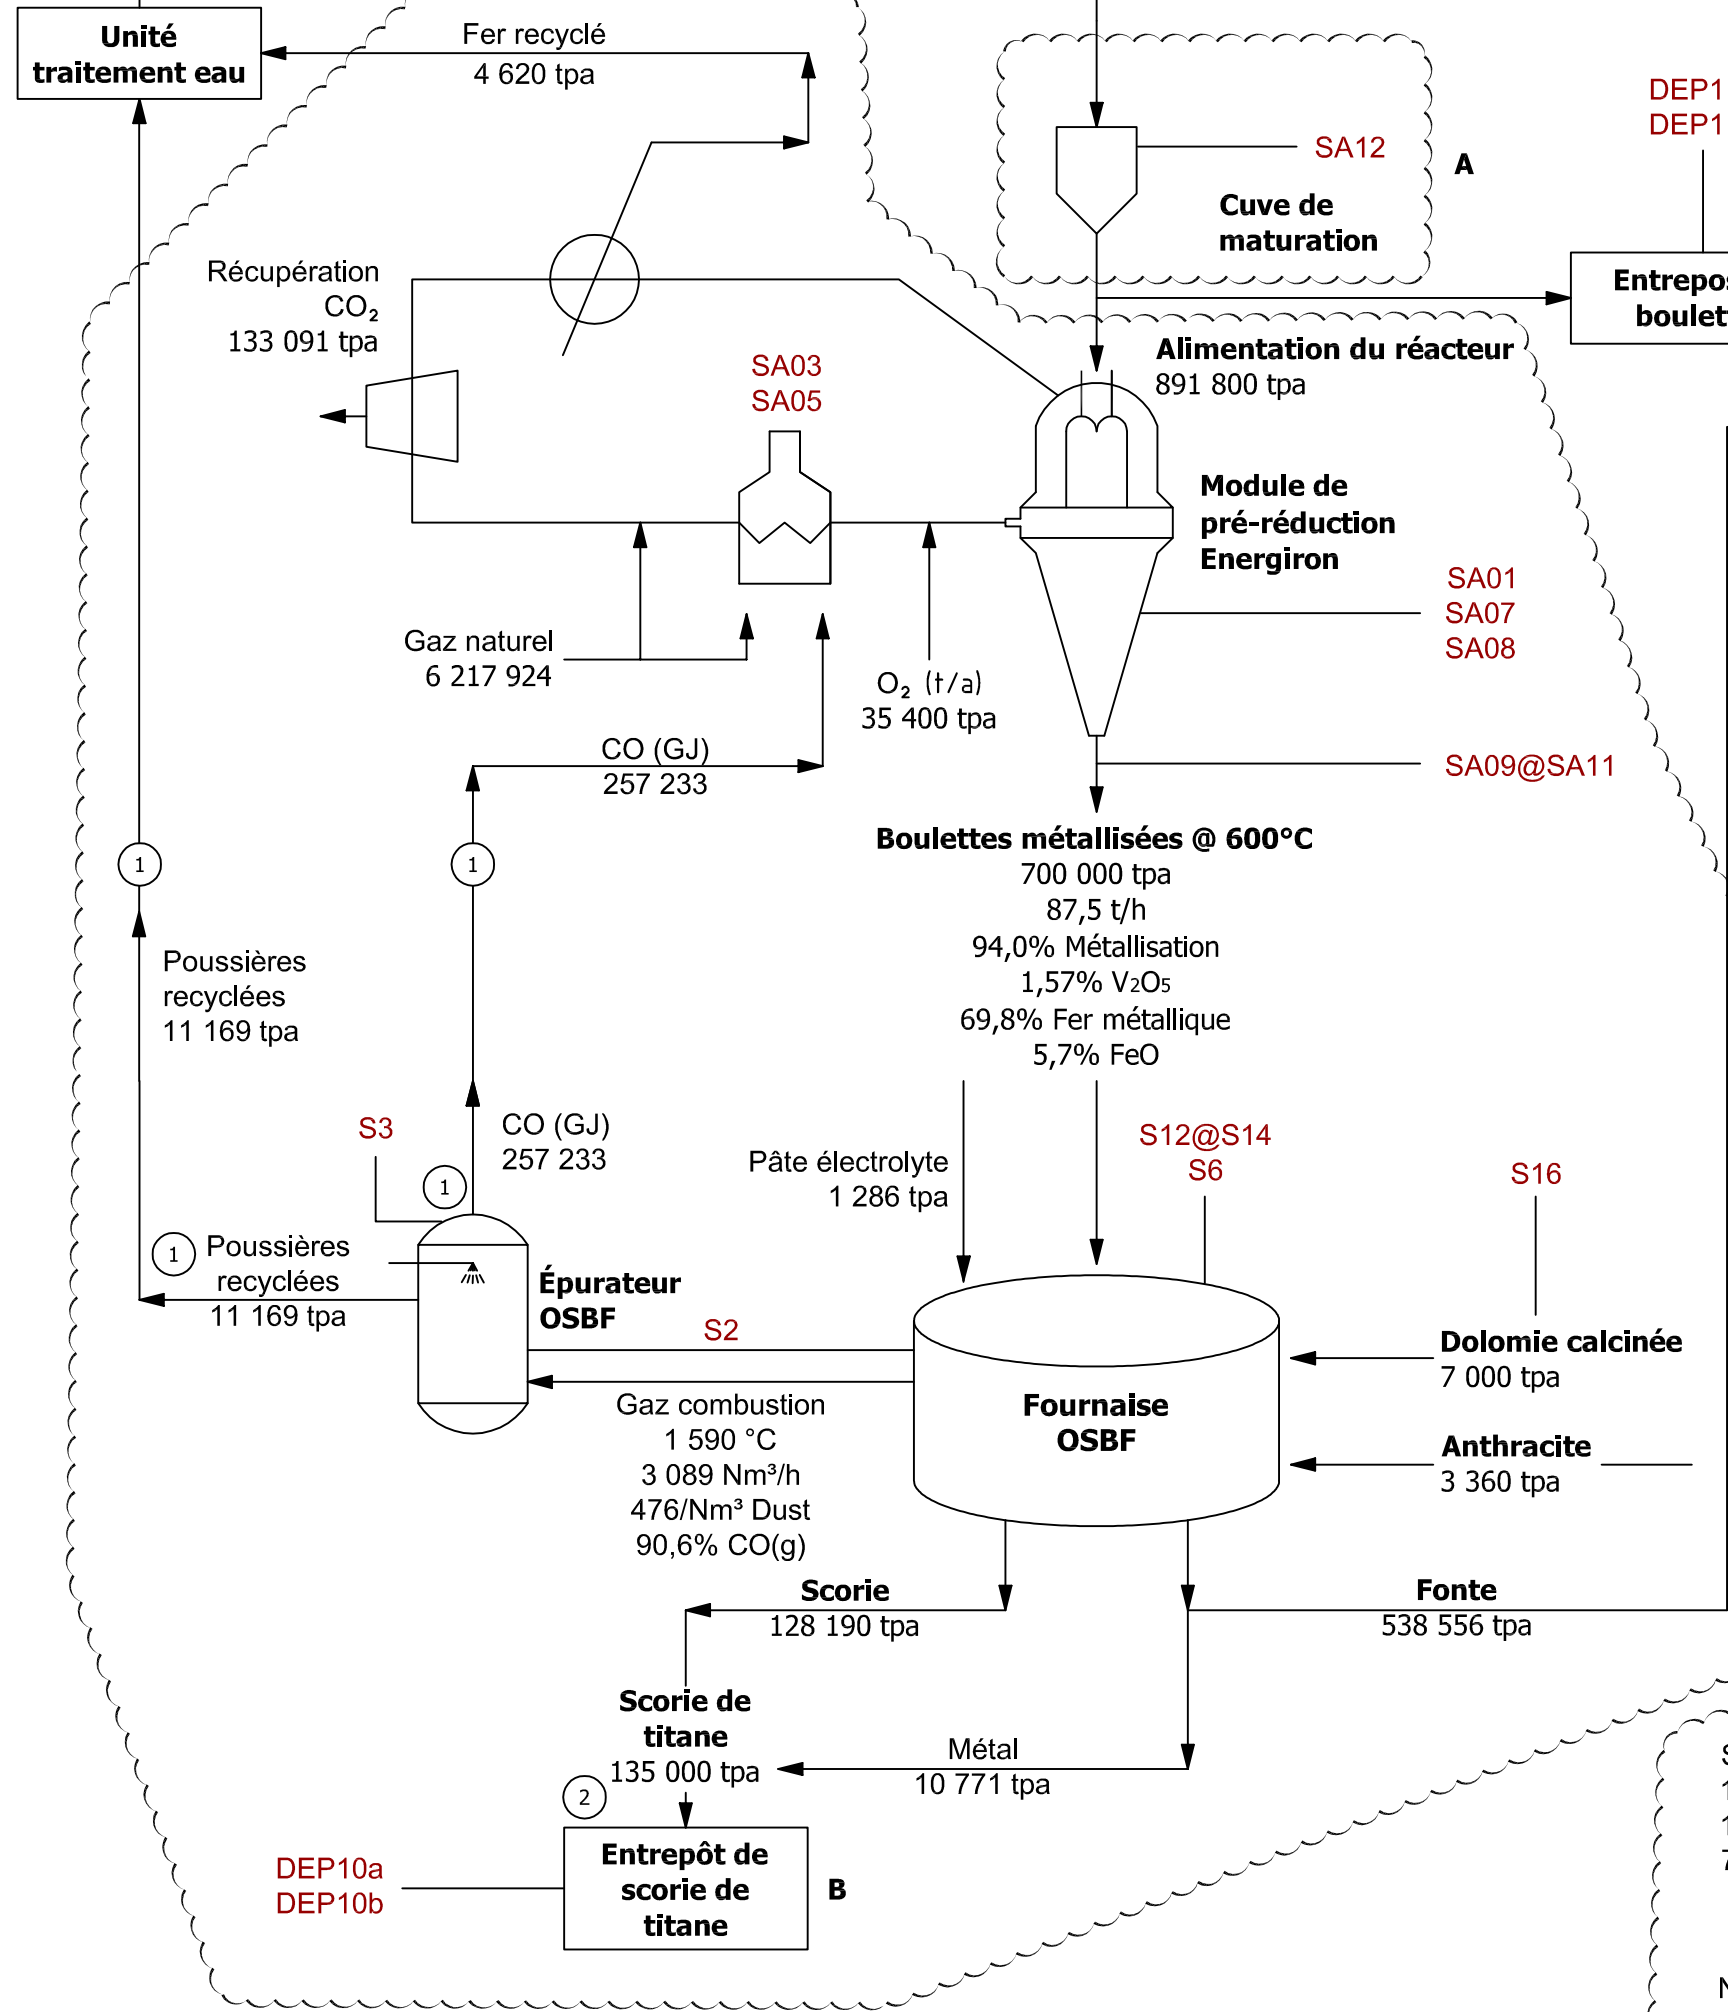 Unité
traitement eau
Fer recyclé
4 620 tpa
SA12
A
Cuve de
maturation
DEP1
DEP1
Récupération
CO₂
133 091 tpa
Alimentation du réacteur
891 800 tpa
SA03
SA05
Module de
pré-réduction
Energiron
SA01
SA07
SA08
Gaz naturel
6 217 924
O₂ (t/a)
35 400 tpa
CO (GJ)
257 233
SA09@SA11
Boulettes métallisées @ 600°C
700 000 tpa
87,5 t/h
94,0% Métallisation
1,57% V₂O₅
69,8% Fer métallique
5,7% FeO
1
1
Poussières
recyclées
11 169 tpa
S3
CO (GJ)
257 233
1
Pâte électrolyte
1 286 tpa
S12@S14
S6
S16
1
Poussières
recyclées
11 169 tpa
Épurateur
OSBF
S2
Gaz combustion
1 590 °C
3 089 Nm³/h
476/Nm³ Dust
90,6% CO(g)
Fournaise
OSBF
Dolomie calcinée
7 000 tpa
Anthracite
3 360 tpa
Scorie
128 190 tpa
Fonte
538 556 tpa
Scorie de
titane
135 000 tpa
Métal
10 771 tpa
2
Entrepôt de
scorie de
titane
B
DEP10a
DEP10b